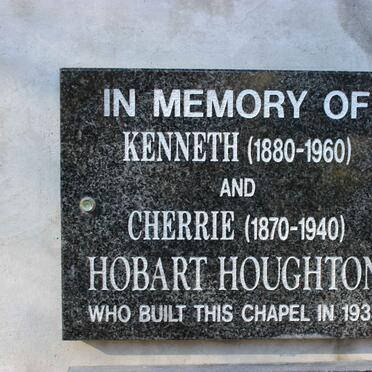 IN MEMORY OF
KENNETH (1880-1960)
AND
CHERRIE (1870-1940)
HOBART HOUGHTON
WHO BUILT THIS CHAPEL IN 193